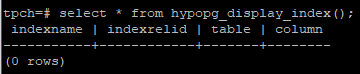 tpch=# select * from hypopg_display_index();
 indexname | indexrelid | table | column
-----------+------------+-------+--------
(0 rows)